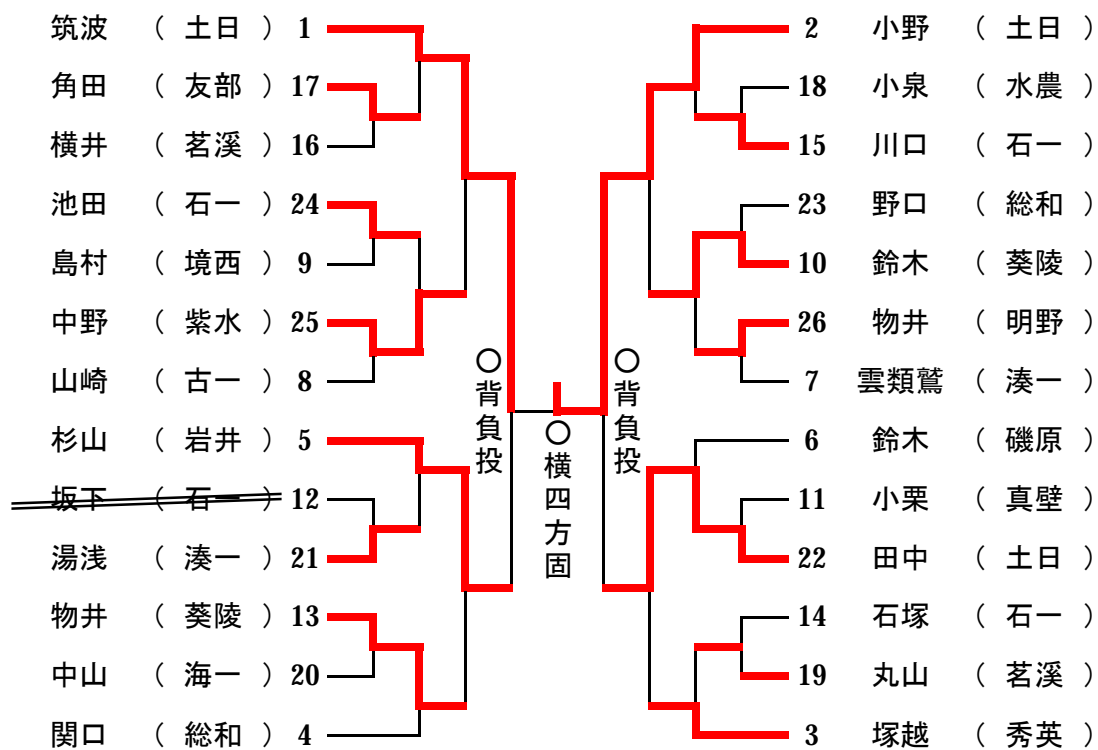 筑波 ( 土日 ) 1
角田 ( 友部 ) 17
横井 ( 茗溪 ) 16
池田 ( 石一 ) 24
島村 ( 境西 ) 9
中野 ( 紫水 ) 25
山崎 ( 古一 ) 8
杉山 ( 岩井 ) 5
坂下 ( 石一 ) 12
湯浅 ( 湊一 ) 21
物井 ( 葵陵 ) 13
中山 ( 海一 ) 20
関口 ( 総和 ) 4
〇背負投
〇横四方固
〇背負投
2 小野 ( 土日 )
18 小泉 ( 水農 )
15 川口 ( 石一 )
23 野口 ( 総和 )
10 鈴木 ( 葵陵 )
26 物井 ( 明野 )
7 雲類鷲 ( 湊一 )
6 鈴木 ( 磯原 )
11 小栗 ( 真壁 )
22 田中 ( 土日 )
14 石塚 ( 石一 )
19 丸山 ( 茗溪 )
3 塚越 ( 秀英 )